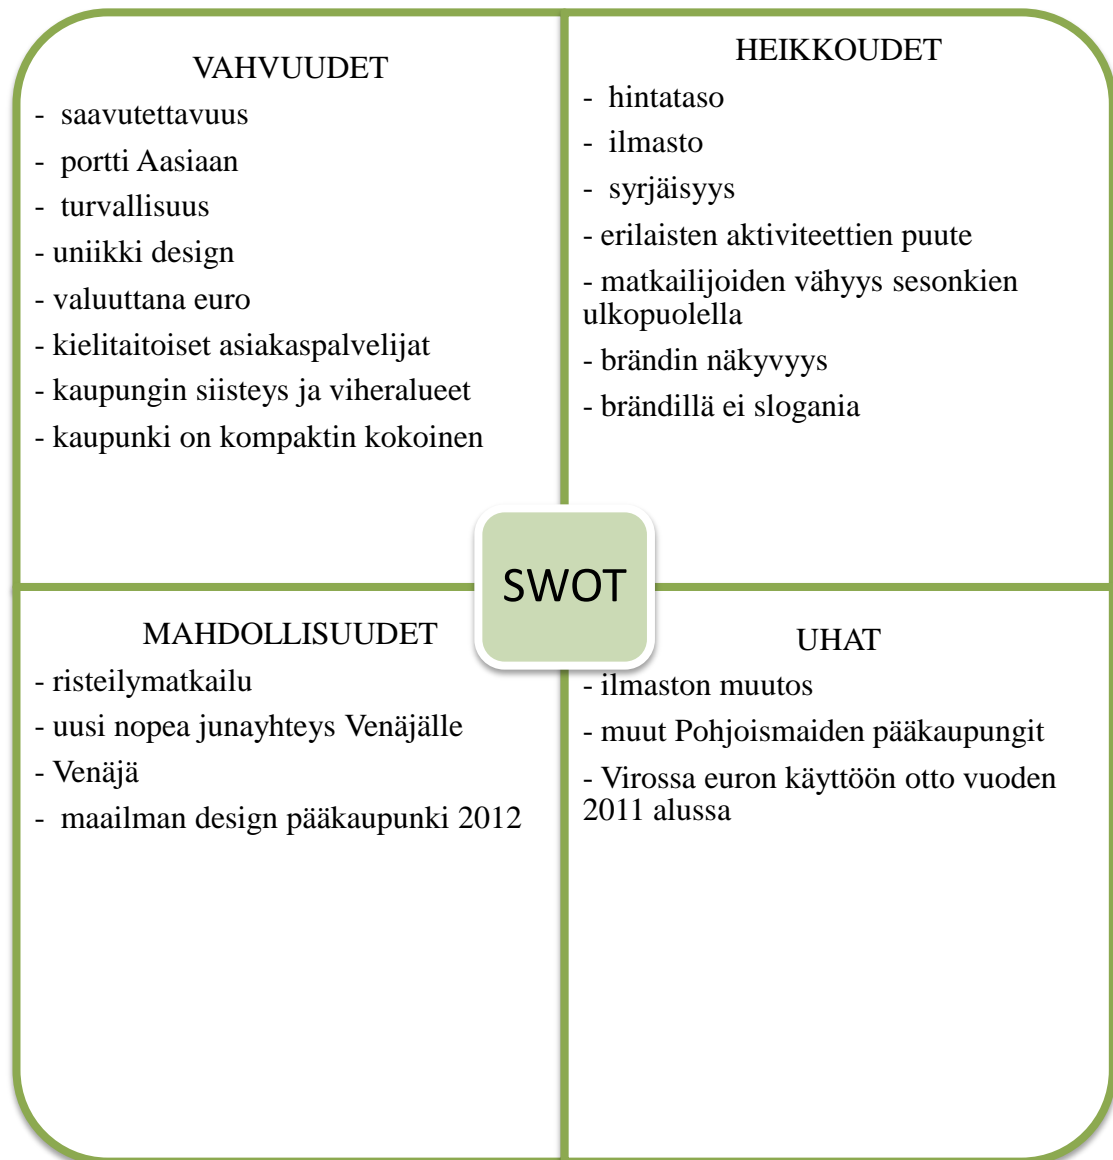 VAHVUUDET
- saavutettavuus
- portti Aasiaan
- turvallisuus
- uniikki design
- valuuttana euro
- kielitaitoiset asiakaspalvelijat
- kaupungin siisteys ja viheralueet
- kaupunki on kompaktin kokoinen
HEIKKOUDET
- hintataso
- ilmasto
- syrjäisyys
- erilaisten aktiviteettien puute
- matkailijoiden vähyys sesonkien
ulkopuolella
- brändin näkyvyys
- brändillä ei slogania
SWOT
MAHDOLLISUUDET
- risteilymatkailu
- uusi nopea junayhteys Venäjälle
- Venäjä
- maailman design pääkaupunki 2012
UHAT
- ilmaston muutos
- muut Pohjoismaiden pääkaupungit
- Virossa euron käyttöön otto vuoden
2011 alussa